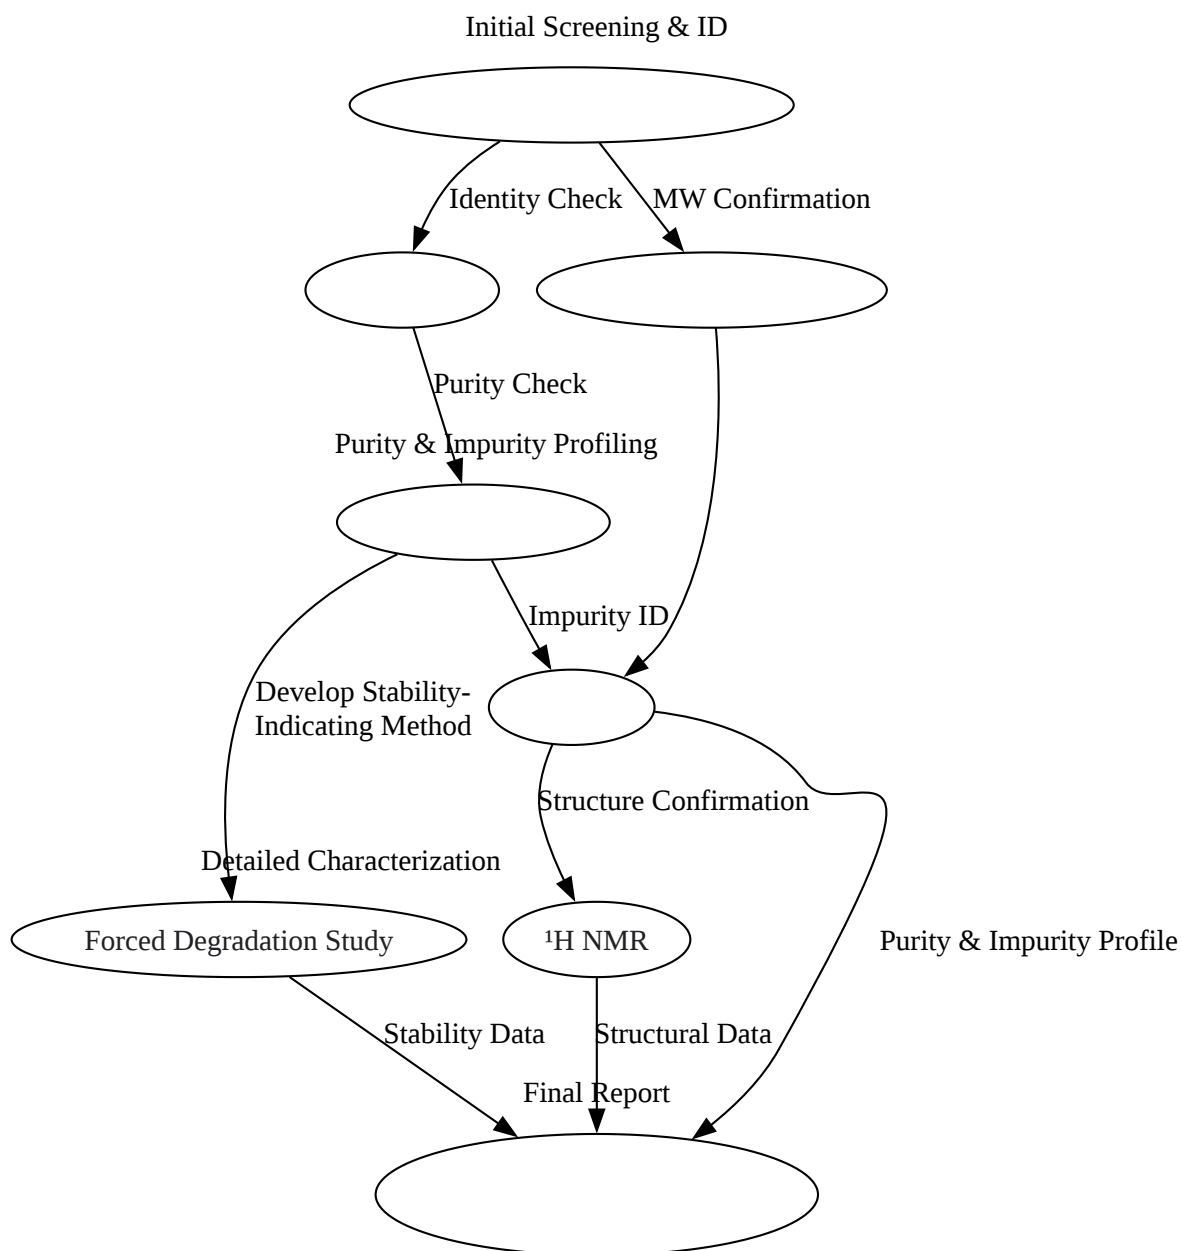 Initial Screening & ID
Identity Check
MW Confirmation
Purity Check
Purity & Impurity Profiling
Impurity ID
Develop Stability-
Indicating Method
Structure Confirmation
Detailed Characterization
Forced Degradation Study
¹H NMR
Purity & Impurity Profile
Stability Data
Structural Data
Final Report